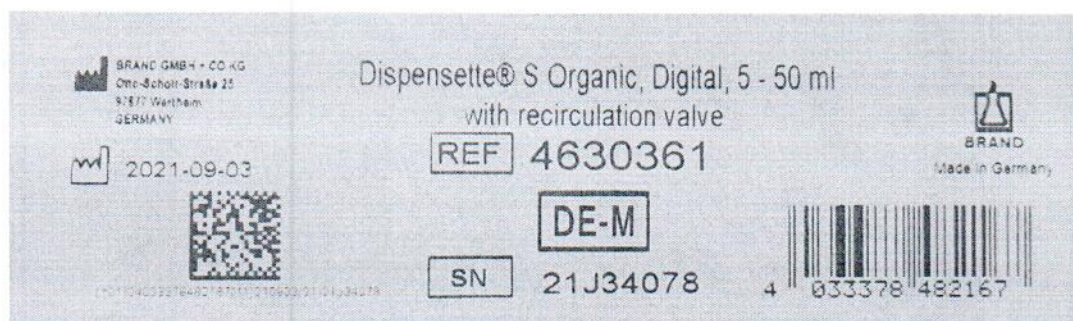 BRAND GMBH + CO KG
Otto-Schott-Straße 25
97877 Wertheim
GERMANY
2021-09-03
Dispensette® S Organic, Digital, 5 - 50 ml
with recirculation valve
REF 4630361
DE-M
SN 21J34078
BRAND
Made in Germany
4 033378 482167